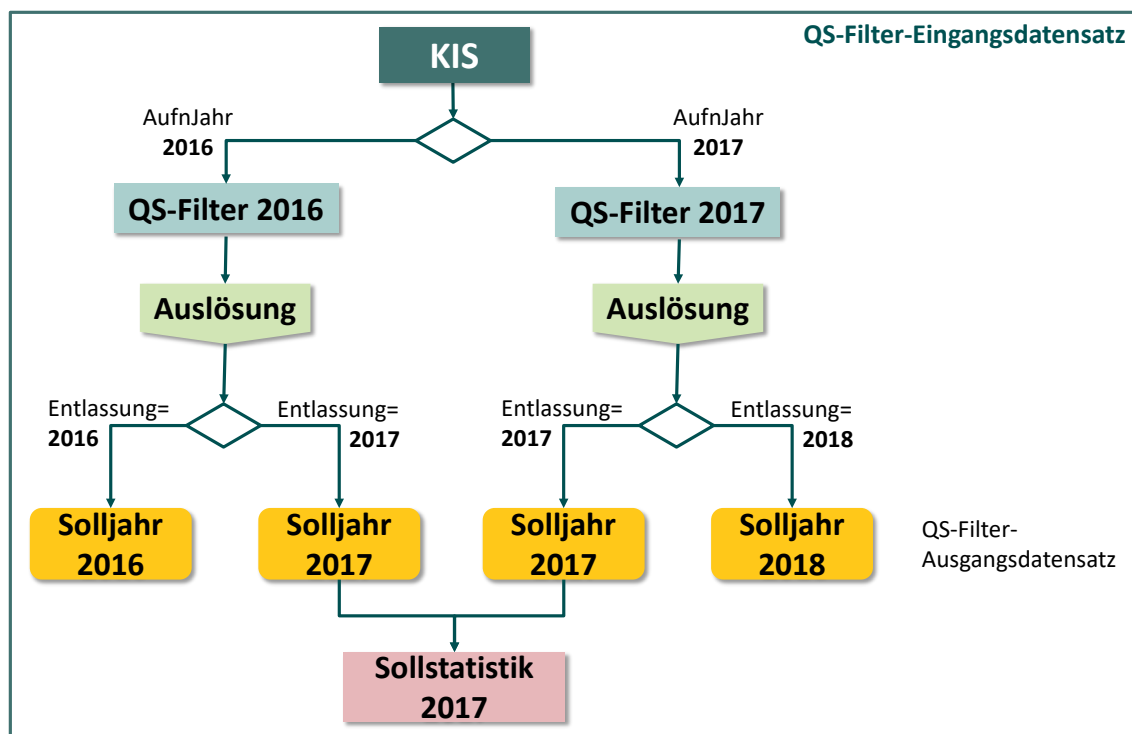 QS-Filter-Eingangsdatensatz
KIS
AufnJahr
2016
AufnJahr
2017
QS-Filter 2016
QS-Filter 2017
Auslösung
Auslösung
Entlassung=
2016
Entlassung=
2017
Entlassung=
2017
Entlassung=
2018
Solljahr
2016
Solljahr
2017
Solljahr
2017
Solljahr
2018
QS-Filter-
Ausgangsdatensatz
Sollstatistik
2017